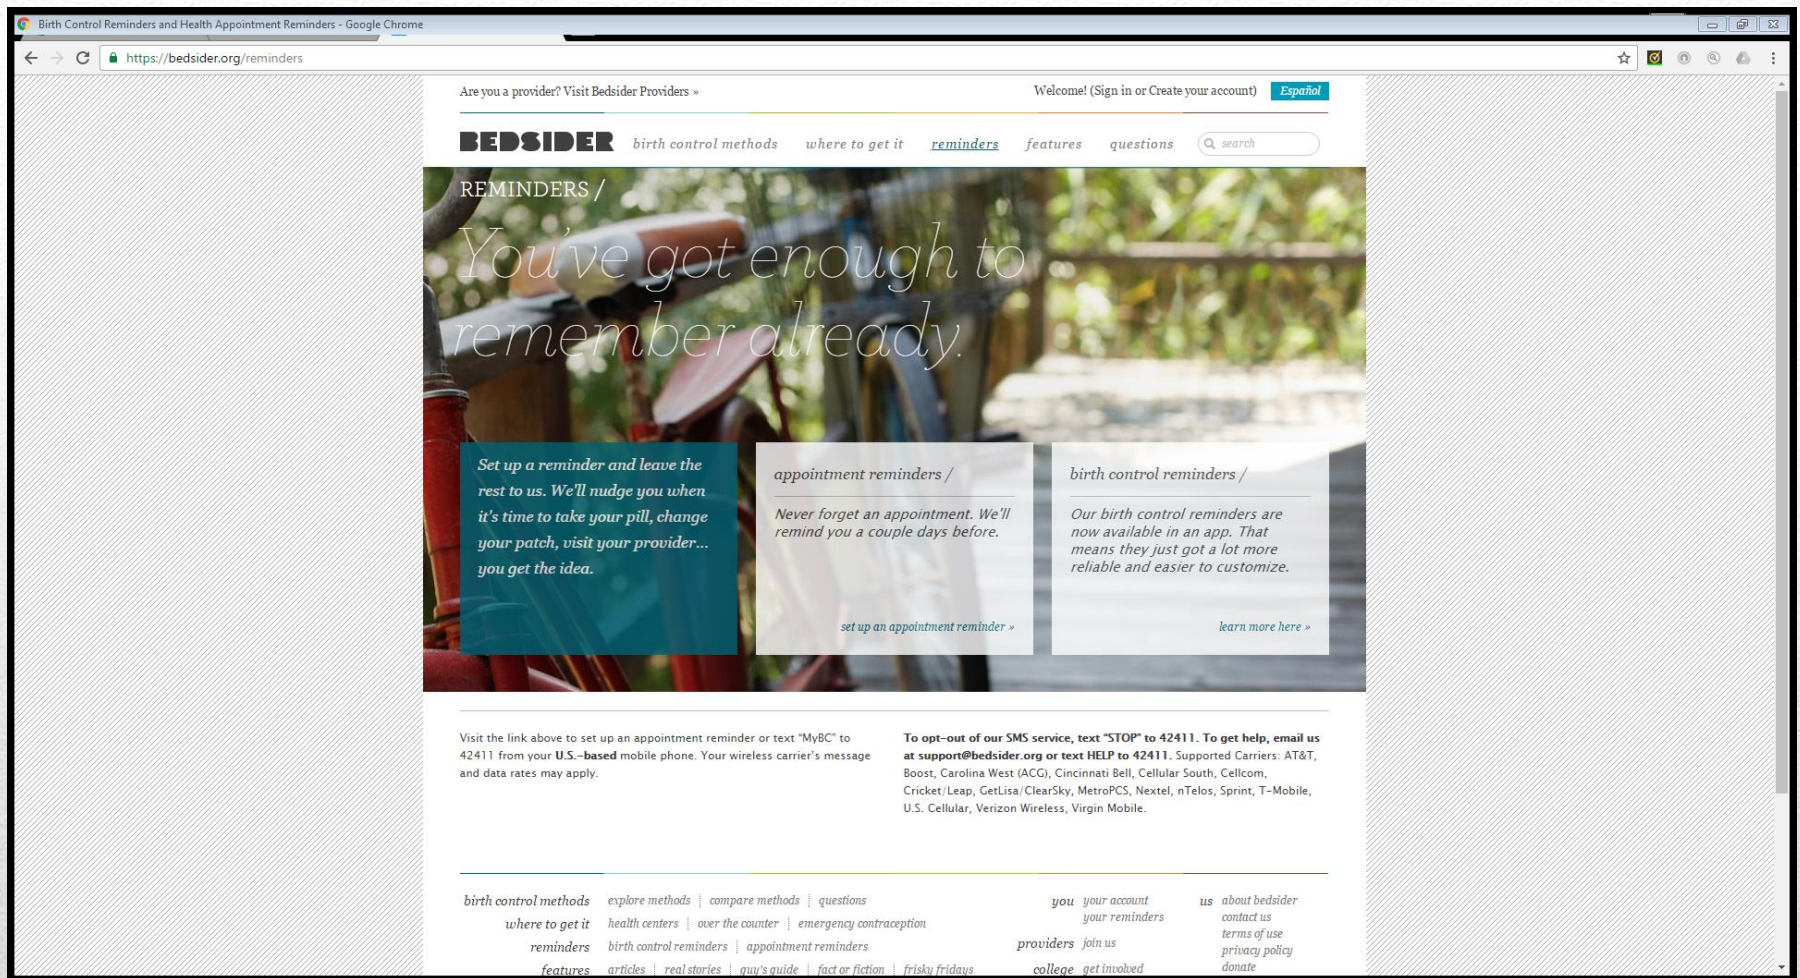 Birth Control Reminders and Health Appointment Reminders - Google Chrome
https://bedsider.org/reminders
Are you a provider? Visit Bedsider Providers »
Welcome! (Sign in or Create your account)
Español
BEDSIDER
birth control methods
where to get it
reminders
features
questions
search
REMINDERS /
You've got enough to
remember already.
Set up a reminder and leave the
rest to us. We'll nudge you when
it's time to take your pill, change
your patch, visit your provider...
you get the idea.
appointment reminders /
Never forget an appointment. We'll
remind you a couple days before.
set up an appointment reminder »
birth control reminders /
Our birth control reminders are
now available in an app. That
means they just got a lot more
reliable and easier to customize.
learn more here »
Visit the link above to set up an appointment reminder or text "MyBC" to
42411 from your U.S.-based mobile phone. Your wireless carrier's message
and data rates may apply.
To opt-out of our SMS service, text "STOP" to 42411. To get help, email us
at support@bedsider.org or text HELP to 42411. Supported Carriers: AT&T,
Boost, Carolina West (ACG), Cincinnati Bell, Cellular South, Cellcom,
Cricket/Leap, GetLisa/ClearSky, MetroPCS, Nextel, nTelos, Sprint, T-Mobile,
U.S. Cellular, Verizon Wireless, Virgin Mobile.
birth control methods explore methods compare methods questions
where to get it health centers over the counter emergency contraception
reminders birth control reminders appointment reminders
features articles real stories guy's guide fact or fiction frisky fridays
you your account
your reminders
providers join us
college get involved
us about bedsider
contact us
terms of use
privacy policy
donate